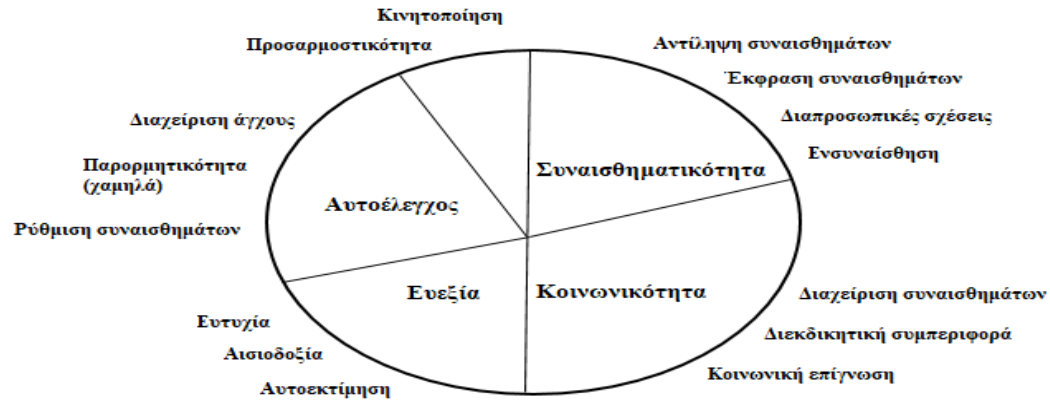 Κινητοποίηση
Προσαρμοστικότητα
Αντίληψη συναισθημάτων
Έκφραση συναισθημάτων
Διαπροσωπικές σχέσεις
Ενσυναίσθηση
Διαχείριση άγχους
Παρορμητικότητα
(χαμηλά)
Ρύθμιση συναισθημάτων
Συναισθηματικότητα
Αυτοέλεγχος
Ευεξία
Κοινωνικότητα
Ευτυχία
Αισιοδοξία
Αυτοεκτίμηση
Διαχείριση συναισθημάτων
Διεκδικητική συμπεριφορά
Κοινωνική επίγνωση